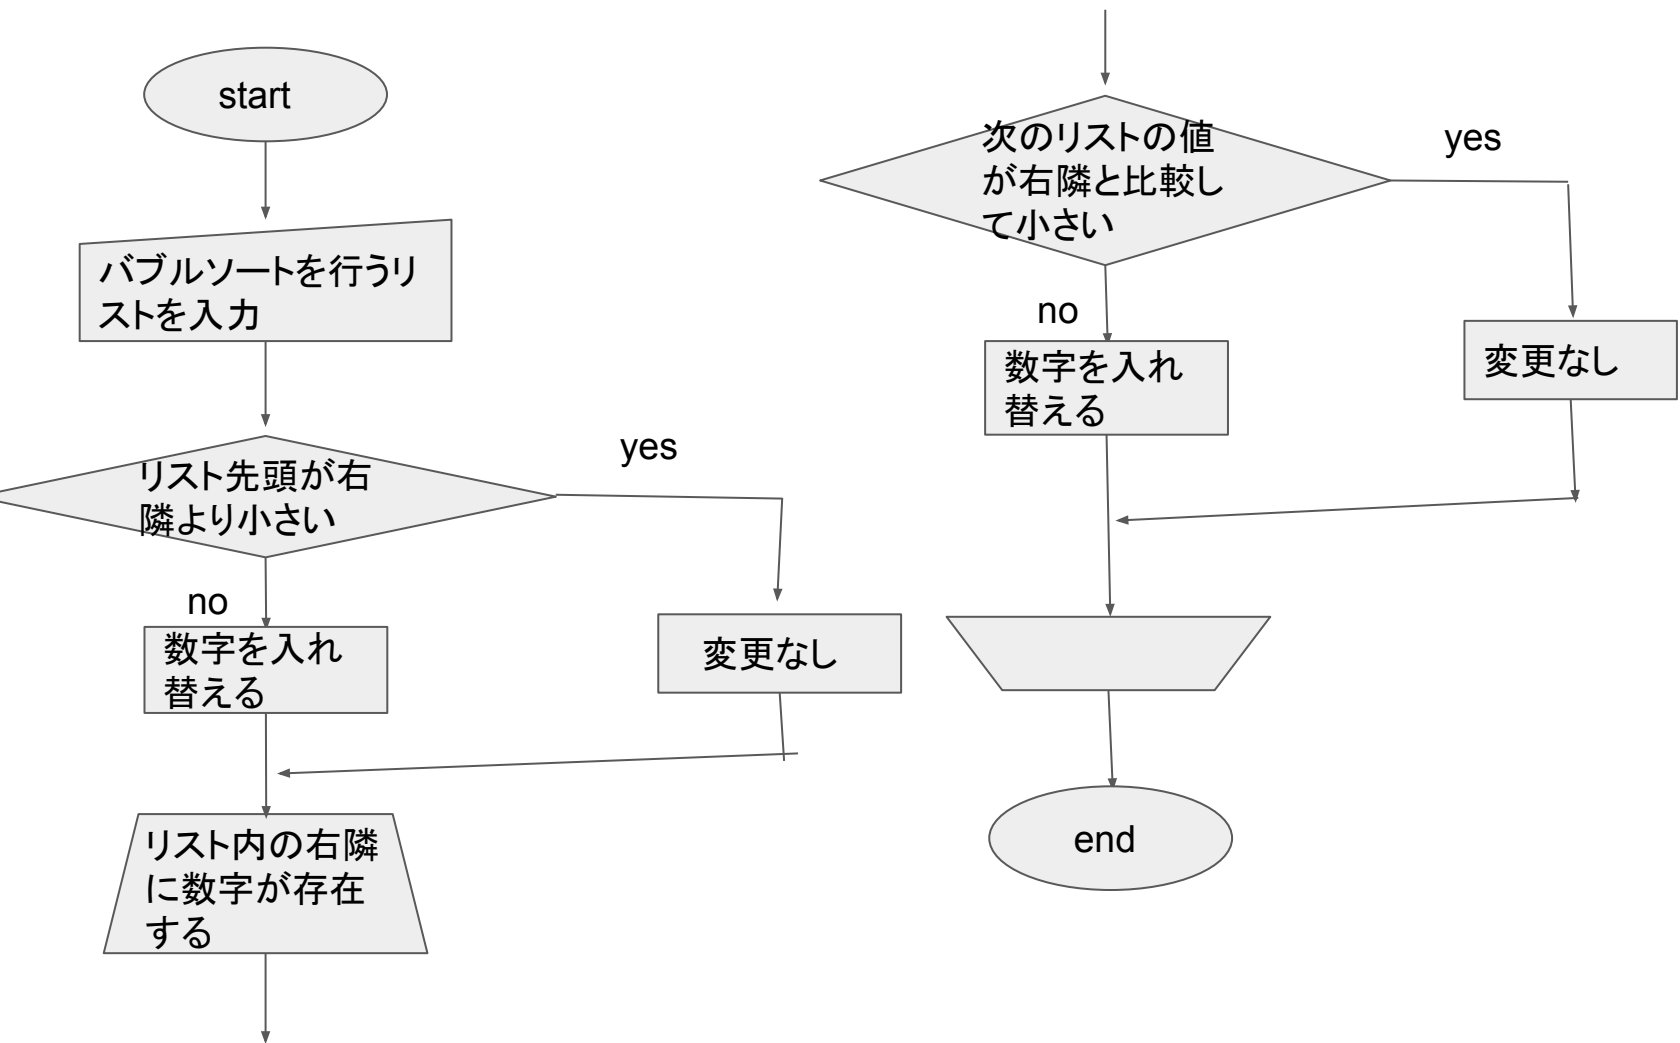 start
バブルソートを行うリ
ストを入力
リスト先頭が右
隣より小さい
yes
no
数字を入れ
替える
変更なし
リスト内の右隣
に数字が存在
する
次のリストの値
が右隣と比較し
て小さい
yes
no
数字を入れ
替える
変更なし
end